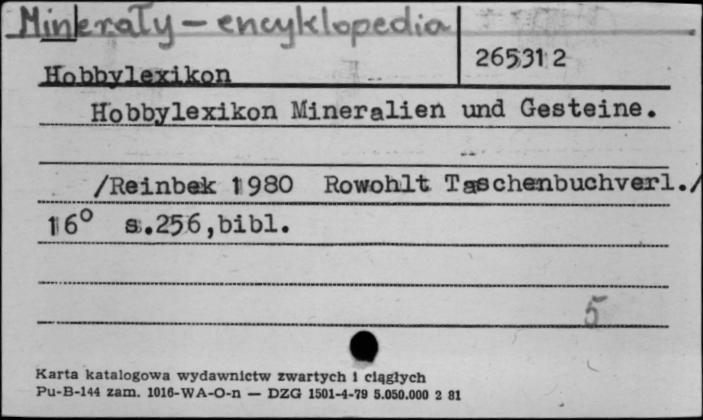 Minerały – encyklopedia
265312
Hobbylexikon
Hobbylexikon Mineralien und Gesteine.
/Reinbek 1980 Rowohlt Taschenbuchverl./
16° s.256,bibl.
5
Karta katalogowa wydawnictw zwartych i ciągłych
Pu-B-144 zam. 1016-WA-O-n — DZG 1501-4-79 5.050.000 2 81